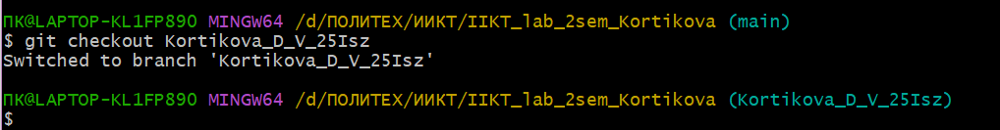 ПК@LAPTOP-KL1FP890 MINGW64 /d/ПОЛИТЕХ/ИИКТ/IIKT_lab_2sem_Kortikova (main)
$ git checkout Kortikova_D_V_25Isz
Switched to branch 'Kortikova_D_V_25Isz'
ПК@LAPTOP-KL1FP890 MINGW64 /d/ПОЛИТЕХ/ИИКТ/IIKT_lab_2sem_Kortikova (Kortikova_D_V_25Isz)
$